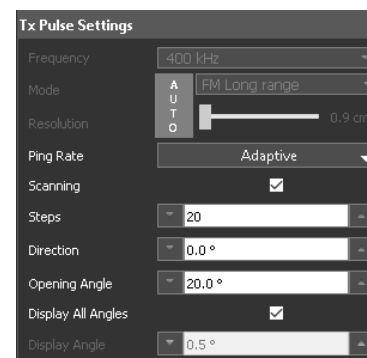 Tx Pulse Settings
Frequency 400 kHz
Mode AUTO FM Long range
Resolution 0.9 cm
Ping Rate Adaptive
Scanning
Steps 20
Direction 0.0 °
Opening Angle 20.0 °
Display All Angles
Display Angle 0.5 °